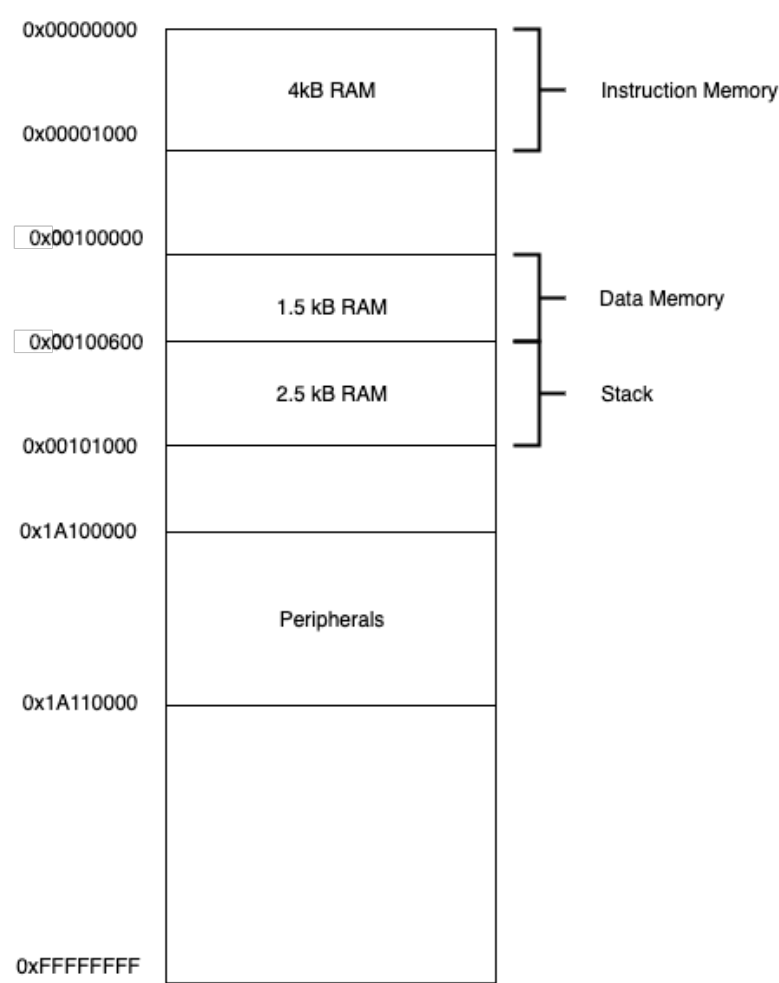 0x00000000
4kB RAM
Instruction Memory
0x00001000
0x00100000
1.5 kB RAM
Data Memory
0x00100600
2.5 kB RAM
Stack
0x00101000
0x1A100000
Peripherals
0x1A110000
0xFFFFFFFF